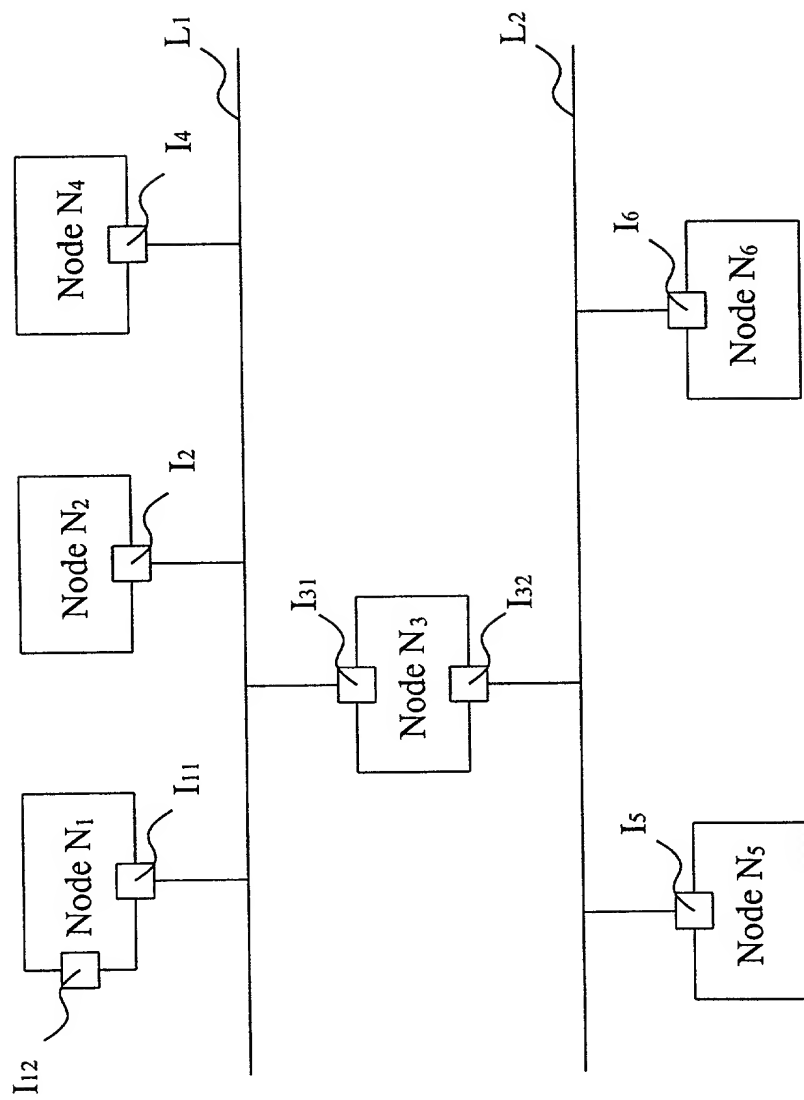 I12
Node N1
I11
Node N2
I2
Node N4
I4
L1
I31
Node N3
I32
L2
I5
Node N5
I6
Node N6